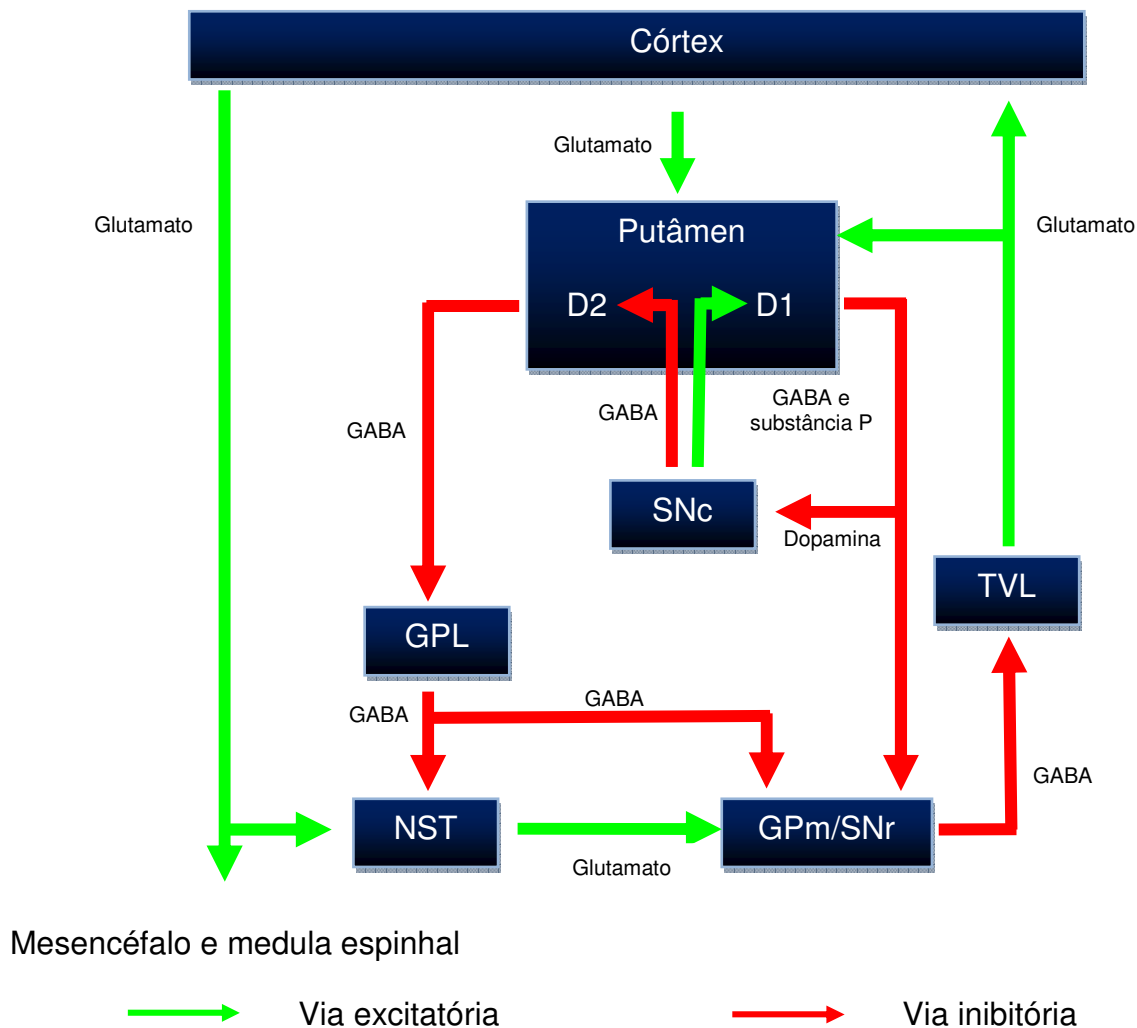 Córtex
Glutamato
Glutamato
Glutamato
Putâmen
D2
D1
GABA
GABA
GABA e
substância P
SNc
Dopamina
TVL
GPL
GABA
GABA
GABA
NST
GPm/SNr
Glutamato
Mesencéfalo e medula espinhal
Via excitatória
Via inibitória